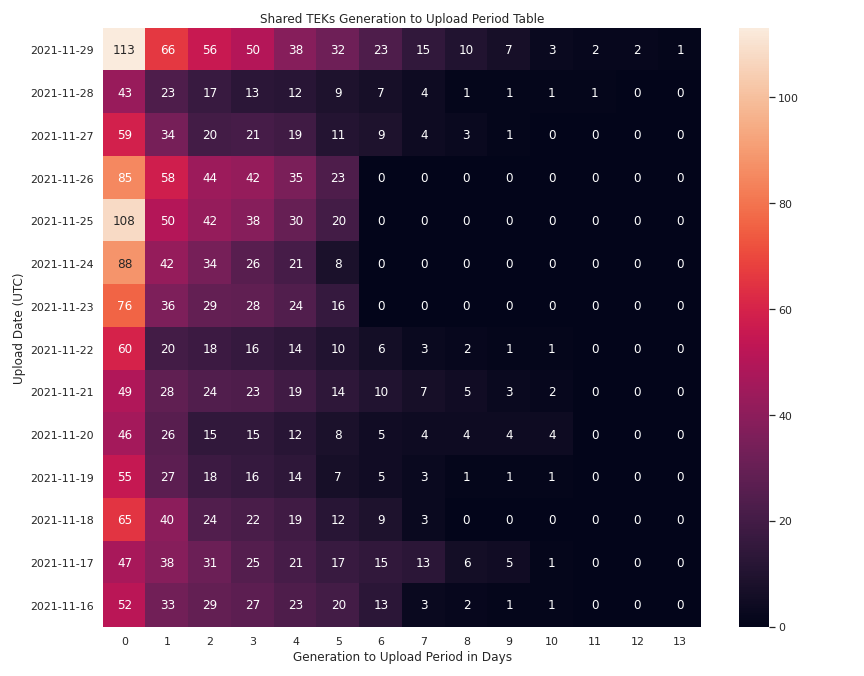 Shared TEKs Generation to Upload Period Table
Upload Date (UTC)
2021-11-29 113 66 56 50 38 32 23 15 10 7 3 2 2 1
2021-11-28 43 23 17 13 12 9 7 4 1 1 1 1 0 0
2021-11-27 59 34 20 21 19 11 9 4 3 1 0 0 0 0
2021-11-26 85 58 44 42 35 23 0 0 0 0 0 0 0 0
2021-11-25 108 50 42 38 30 20 0 0 0 0 0 0 0 0
2021-11-24 88 42 34 26 21 8 0 0 0 0 0 0 0 0
2021-11-23 76 36 29 28 24 16 0 0 0 0 0 0 0 0
2021-11-22 60 20 18 16 14 10 6 3 2 1 1 0 0 0
2021-11-21 49 28 24 23 19 14 10 7 5 3 2 0 0 0
2021-11-20 46 26 15 15 12 8 5 4 4 4 4 0 0 0
2021-11-19 55 27 18 16 14 7 5 3 1 1 1 0 0 0
2021-11-18 65 40 24 22 19 12 9 3 0 0 0 0 0 0
2021-11-17 47 38 31 25 21 17 15 13 6 5 1 0 0 0
2021-11-16 52 33 29 27 23 20 13 3 2 1 1 0 0 0
0 1 2 3 4 5 6 7 8 9 10 11 12 13
Generation to Upload Period in Days
100
80
60
40
20
0